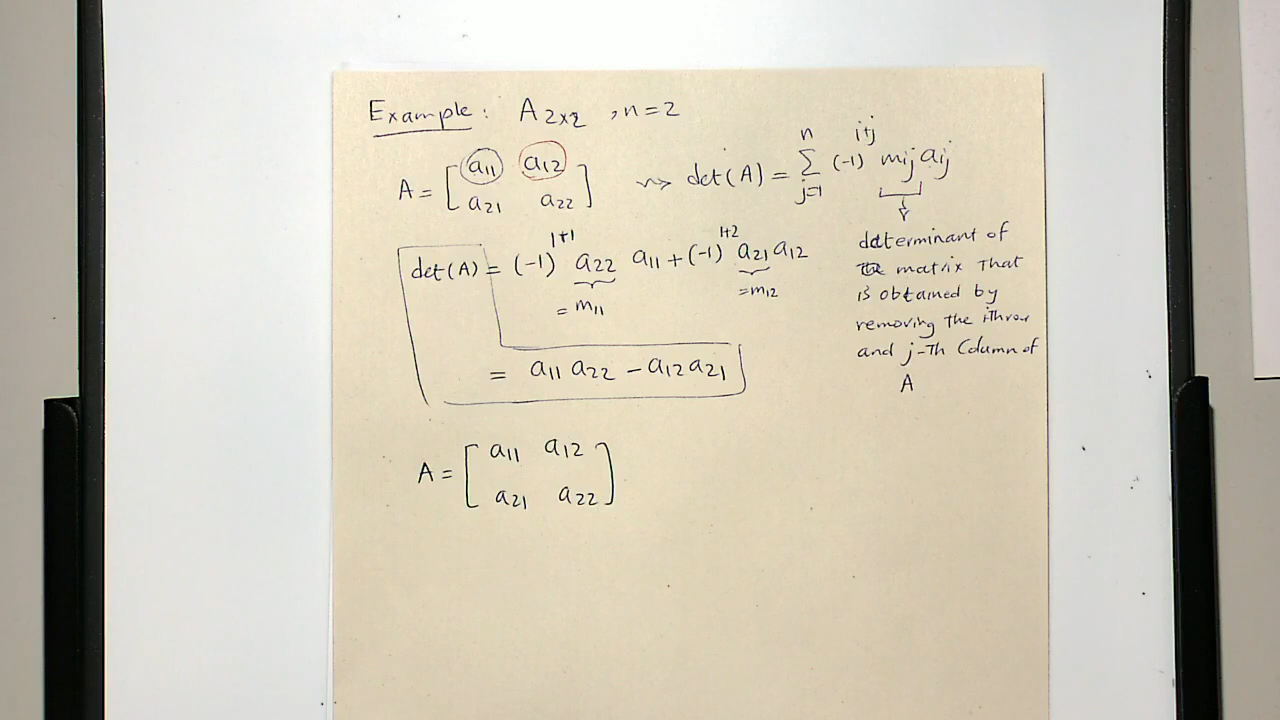 Example: A 2×2 , n=2
A = [ a11 a12
a21 a22 ] ⇝ det(A) = n Σ j=1 (-1) i+j mij aij
det(A) = (-1) 1+1 a22 a11 + (-1) 1+2 a21 a12
= m11 = m12
= a11 a22 - a12 a21
determinant of
the matrix that
is obtained by
removing the ith row
and j-th column of
A
A = [ a11 a12
a21 a22 ]